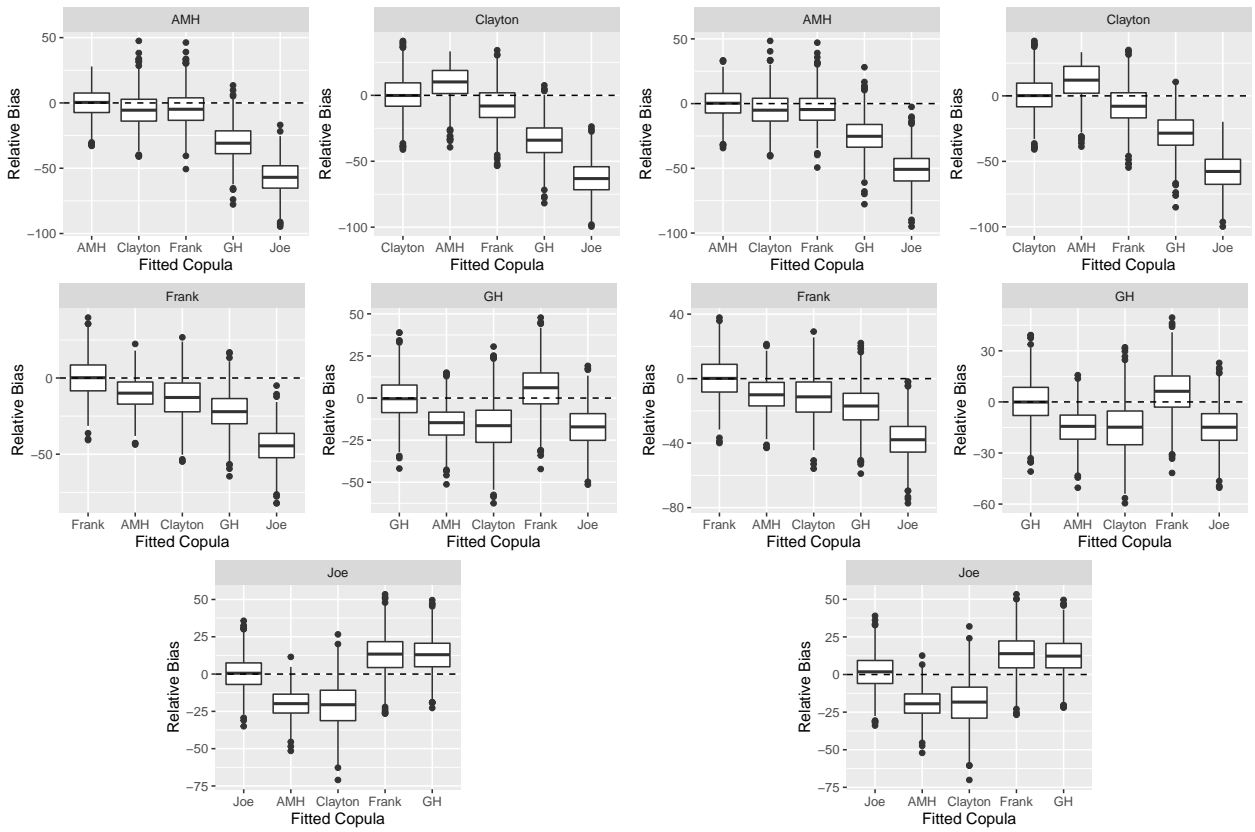 AMH
Relative Bias
50
0
−50
−100
AMH Clayton Frank GH Joe
Fitted Copula
Clayton
Relative Bias
0
−50
−100
Clayton AMH Frank GH Joe
Fitted Copula
AMH
Relative Bias
50
0
−50
−100
AMH Clayton Frank GH Joe
Fitted Copula
Clayton
Relative Bias
0
−50
−100
Clayton AMH Frank GH Joe
Fitted Copula
Frank
Relative Bias
0
−50
Frank AMH Clayton GH Joe
Fitted Copula
GH
Relative Bias
50
25
0
−25
−50
GH AMH Clayton Frank Joe
Fitted Copula
Frank
Relative Bias
40
0
−40
−80
Frank AMH Clayton GH Joe
Fitted Copula
GH
Relative Bias
30
0
−30
−60
GH AMH Clayton Frank Joe
Fitted Copula
Joe
Relative Bias
50
25
0
−25
−50
−75
Joe AMH Clayton Frank GH
Fitted Copula
Joe
Relative Bias
50
25
0
−25
−50
−75
Joe AMH Clayton Frank GH
Fitted Copula